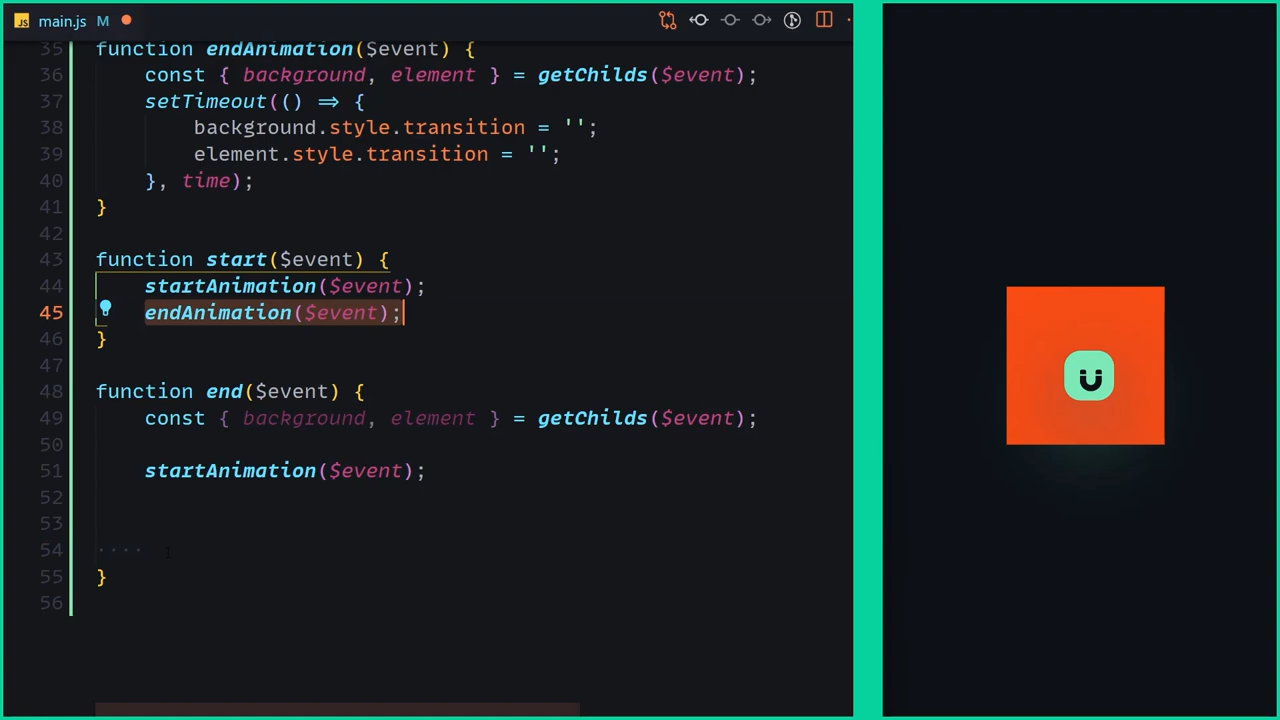 JS main.js M
35 function endAnimation($event) {
36 const { background, element } = getChilds($event);
37 setTimeout(() => {
38 background.style.transition = '';
39 element.style.transition = '';
40 }, time);
41 }
42
43 function start($event) {
44 startAnimation($event);
45 endAnimation($event);
46 }
47
48 function end($event) {
49 const { background, element } = getChilds($event);
50
51 startAnimation($event);
52
53
54
55 }
56